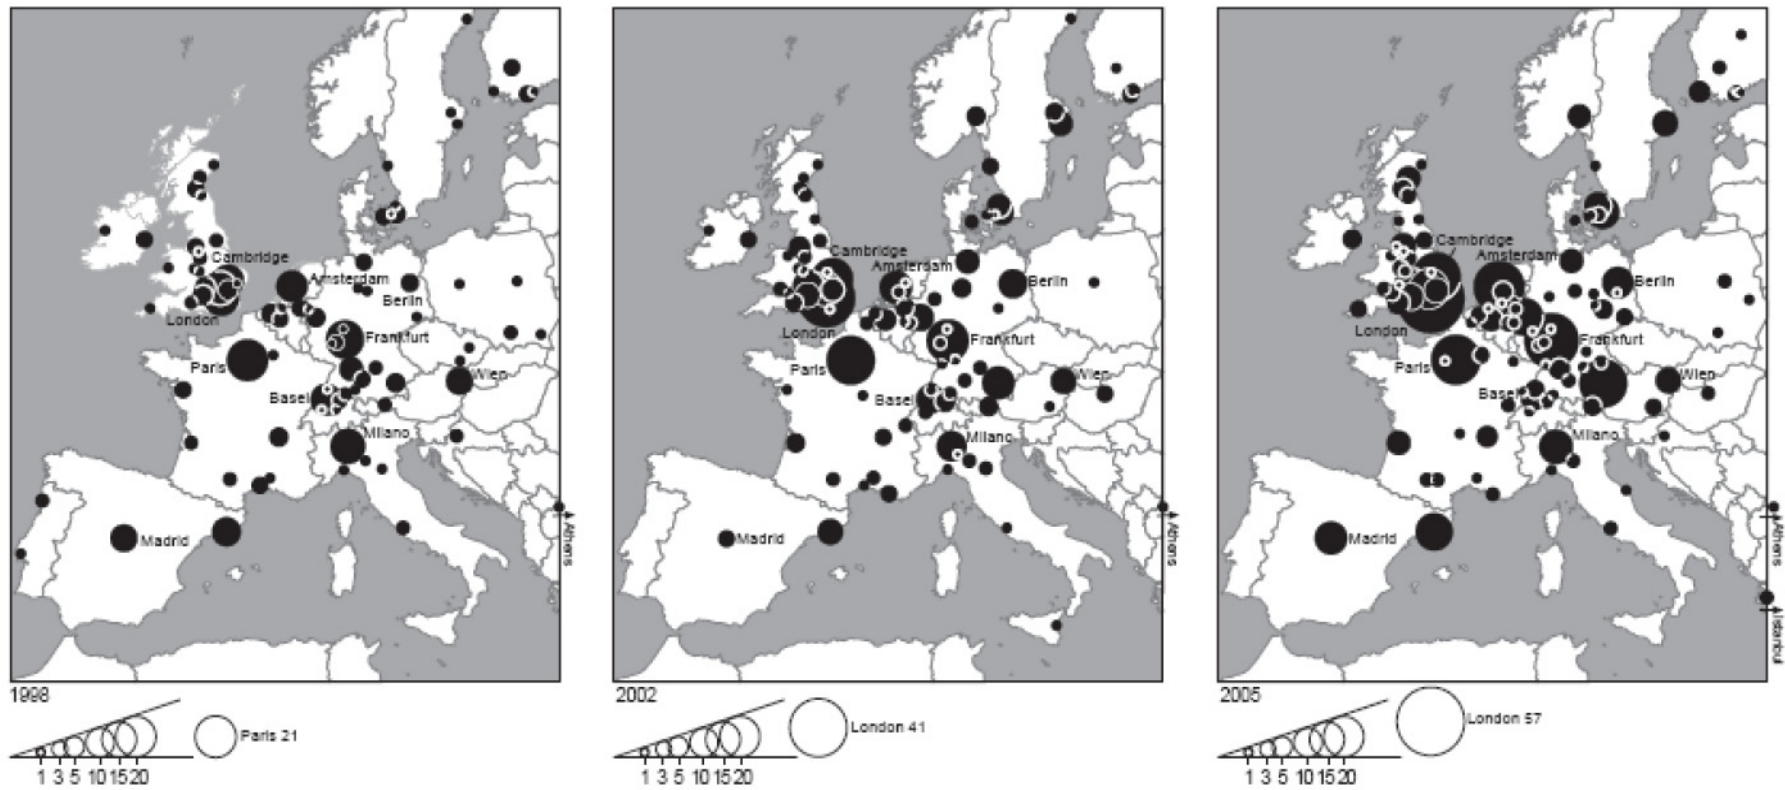 Cambridge
Amsterdam
Berlin
London
Frankfurt
Paris
Wien
Basel
Milano
Madrid
Athens
1998
1 3 5 10 15 20
Paris 21
Cambridge
Amsterdam
Berlin
London
Frankfurt
Paris
Wien
Basel
Milano
Madrid
Athens
2002
1 3 5 10 15 20
London 41
Cambridge
Amsterdam
Berlin
London
Frankfurt
Paris
Wien
Basel
Milano
Madrid
Athens
Istanbul
2005
1 3 5 10 15 20
London 57